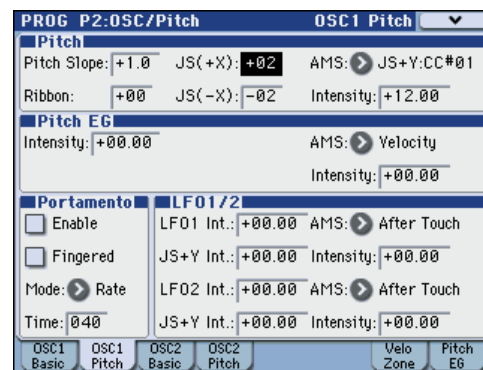 PROG P2:OSC/Pitch OSC1 Pitch
Pitch
Pitch Slope: +1.0 JS(+X): +02 AMS: JS+Y:CC#01
Ribbon: +00 JS(-X): -02 Intensity: +12.00
Pitch EG
Intensity: +00.00 AMS: Velocity
Intensity: +00.00
Portamento LFO1/2
Enable LFO1 Int.: +00.00 AMS: After Touch
Fingered JS+Y Int.: +00.00 Intensity: +00.00
Mode: Rate LFO2 Int.: +00.00 AMS: After Touch
Time: 040 JS+Y Int.: +00.00 Intensity: +00.00
OSC1 Basic OSC1 Pitch OSC2 Basic OSC2 Pitch Velo Zone Pitch EG